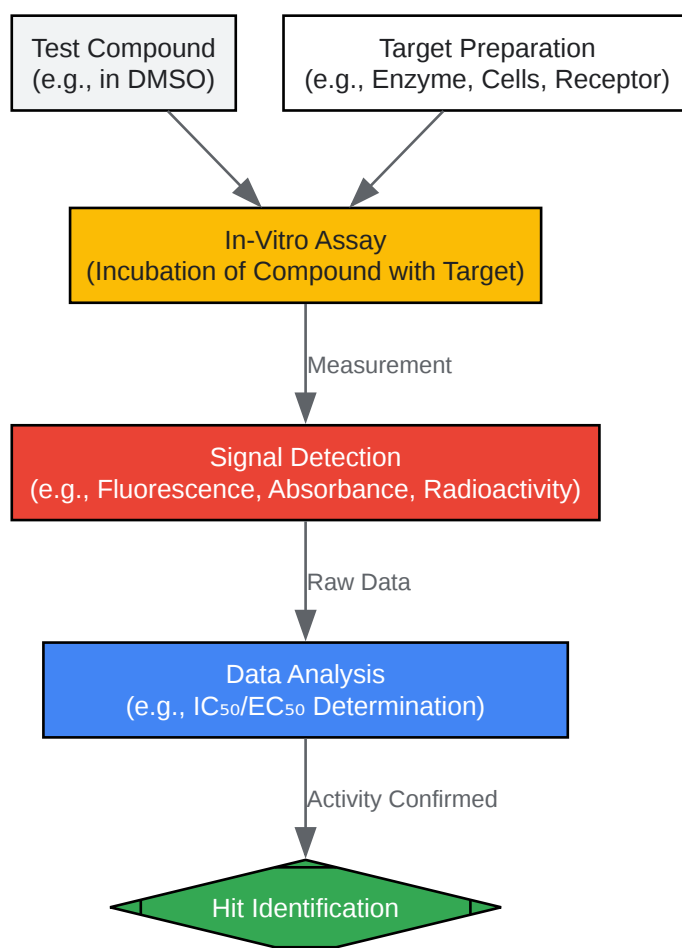 Test Compound
(e.g., in DMSO)
Target Preparation
(e.g., Enzyme, Cells, Receptor)
In-Vitro Assay
(Incubation of Compound with Target)
Measurement
Signal Detection
(e.g., Fluorescence, Absorbance, Radioactivity)
Raw Data
Data Analysis
(e.g., IC₅₀/EC₅₀ Determination)
Activity Confirmed
Hit Identification